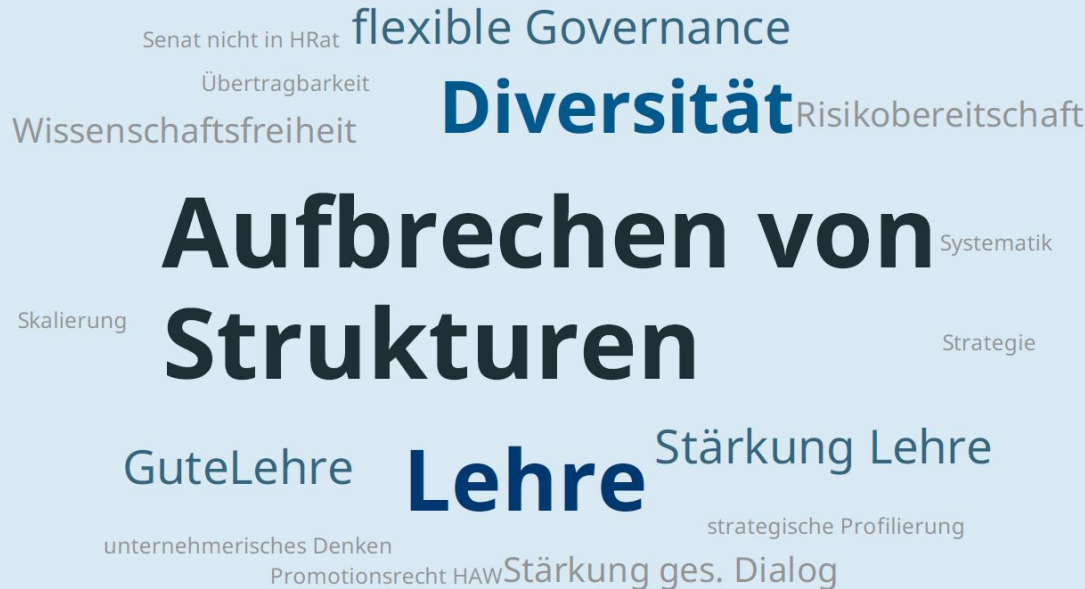 flexible Governance
Senat nicht in HRat
Übertragbarkeit
Diversität
Risikobereitschaft
Wissenschaftsfreiheit
Aufbrechen von
Systematik
Skalierung
Strukturen
Strategie
Stärkung Lehre
GuteLehre
Lehre
strategische Profilierung
unternehmerisches Denken
Promotionsrecht HAW
Stärkung ges. Dialog